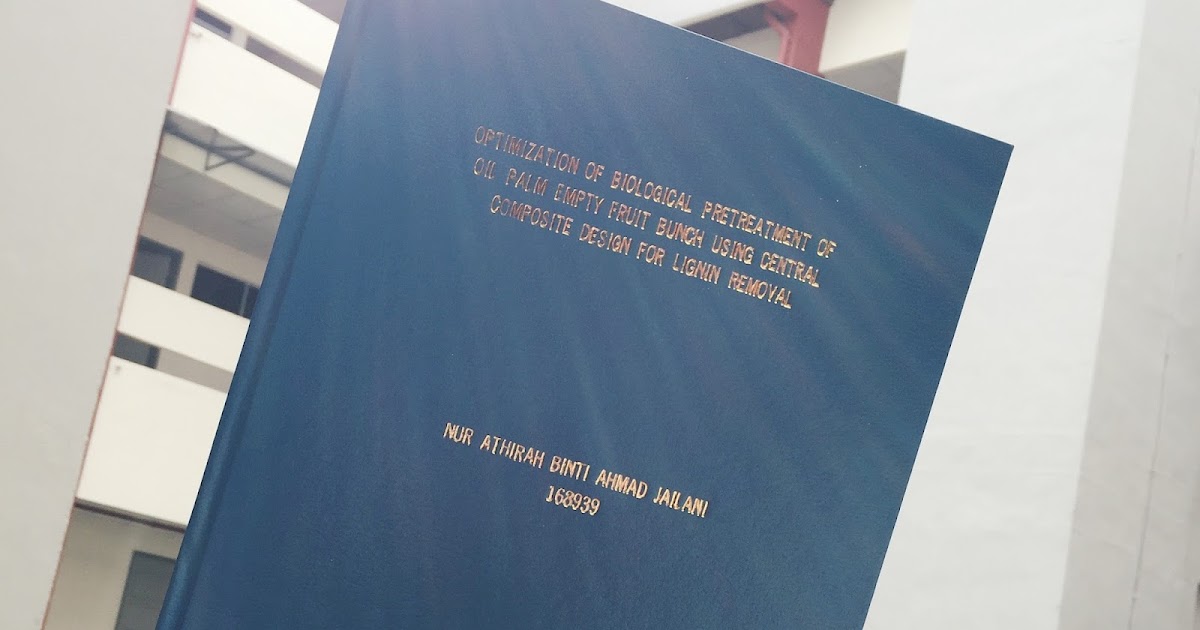 OPTIMIZATION OF BIOLOGICAL PRETREATMENT OF
OIL PALM EMPTY FRUIT BUNCH USING CENTRAL
COMPOSITE DESIGN FOR LIGNIN REMOVAL
NUR ATHIRAH BINTI AHMAD JAILANI
168939